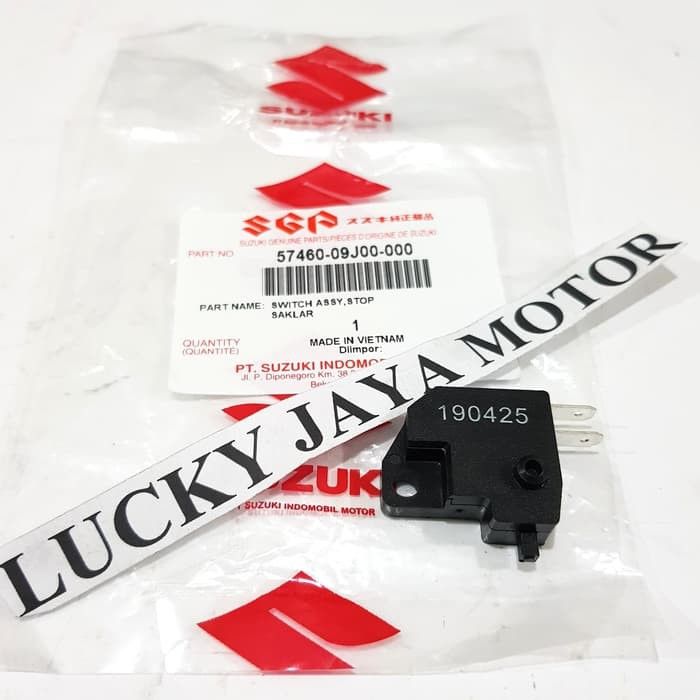 SUZUKI
SGP スズキ純正部品
SUZUKI GENUINE PARTS/PIÈCES D'ORIGINE DE SUZUKI
PART NO. 57460-09J00-000
PART NAME: SWITCH ASSY,STOP
SAKLAR
1
QUANTITY
(QUANTITE)
MADE IN VIETNAM
Diimpor:
PT. SUZUKI INDOMOBIL
Jl. P. Diponegoro Km. 38
LUCKY JAYA MOTOR
190425
SUZUKI
PT SUZUKI INDOMOBIL MOTOR